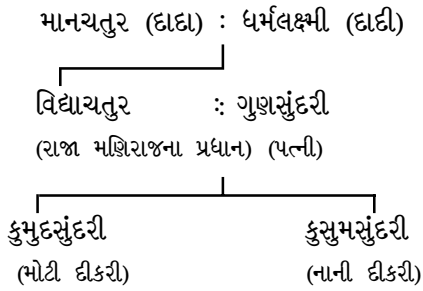 માનચતુર (દાદા) : ધર્મલક્ષ્મી (દાદી)
વિદ્યાચતુર :: ગુણસુંદરી
(રાજા મણિરાજના પ્રધાન) (પત્ની)
કુમુદસુંદરી કુસુમસુંદરી
(મોટી દીકરી) (નાની દીકરી)